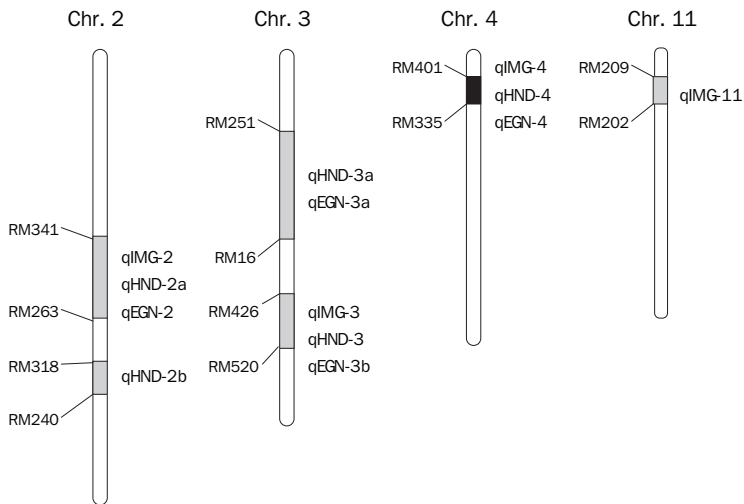 Chr. 2
RM341
qIMG-2
qHND-2a
RM263
qEGN-2
RM318
qHND-2b
RM240
Chr. 3
RM251
qHND-3a
qEGN-3a
RM16
RM426
qIMG-3
qHND-3
RM520
qEGN-3b
Chr. 4
RM401
qIMG-4
qHND-4
RM335
qEGN-4
Chr. 11
RM209
qIMG-11
RM202